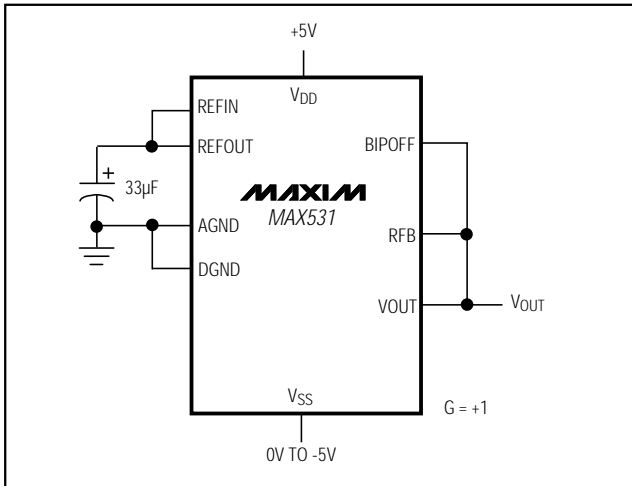 +5V
VDD
REFIN
REFOUT
BIPOFF
+
33µF
MAXIM
MAX531
AGND
RFB
DGND
VOUT
VOUT
VSS
G = +1
0V TO -5V